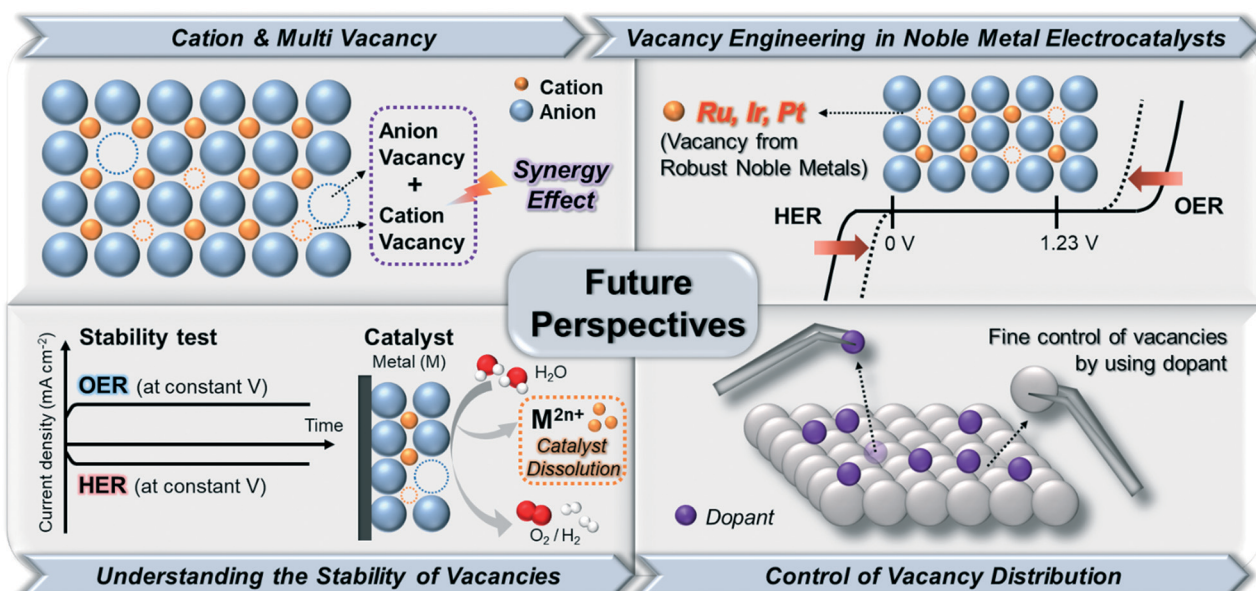 Cation & Multi Vacancy
Vacancy Engineering in Noble Metal Electrocatalysts
Cation
Anion
Anion
Vacancy
+
Cation
Vacancy
Synergy
Effect
Ru, Ir, Pt
(Vacancy from
Robust Noble Metals)
HER
OER
0 V
1.23 V
Future
Perspectives
Stability test
Current density (mA cm⁻²)
OER (at constant V)
Time
HER (at constant V)
Catalyst
Metal (M)
H₂O
M²ⁿ⁺
Catalyst
Dissolution
O₂ / H₂
Fine control of vacancies
by using dopant
Dopant
Understanding the Stability of Vacancies
Control of Vacancy Distribution